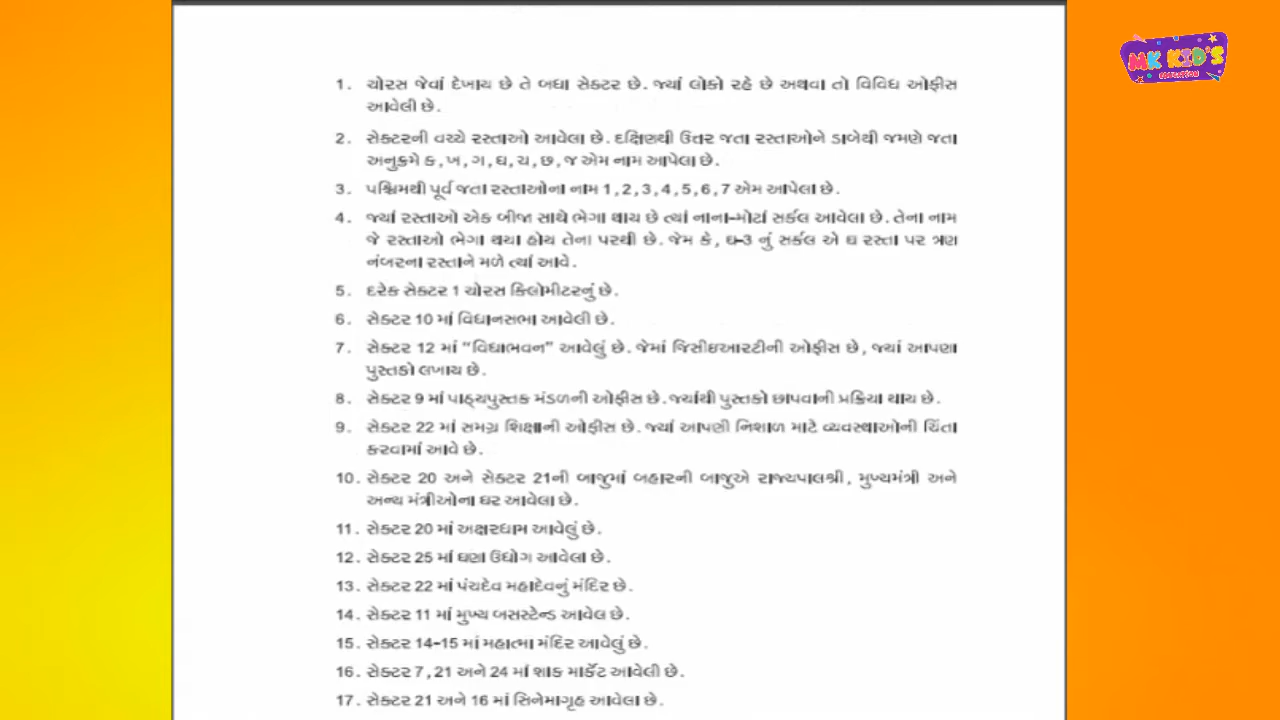 MK KID'S
EDUCATION
1. ચોરસ જેવાં દેખાય છે તે બધા સેક્ટર છે. જ્યાં લોકો રહે છે અથવા તો વિવિધ ઓફીસ
આવેલી છે.
2. સેક્ટરની વચ્ચે રસ્તાઓ આવેલા છે. દક્ષિણથી ઉત્તર જતા રસ્તાઓને ડાબેથી જમણે જતા
અનુક્રમે ક, ખ, ગ, ઘ, ચ, છ, જ એમ નામ આપેલા છે.
3. પશ્ચિમથી પૂર્વ જતા રસ્તાઓના નામ 1, 2, 3, 4, 5, 6, 7 એમ આપેલા છે.
4. જ્યાં રસ્તાઓ એક બીજા સાથે ભેગા થાય છે ત્યાં નાના-મોટાં સર્કલ આવેલા છે. તેના નામ
જે રસ્તાઓ ભેગા થયા હોય તેના પરથી છે. જેમ કે, ઘ-3 નું સર્કલ એ ઘ રસ્તા પર ત્રણ
નંબરના રસ્તાને મળે ત્યાં આવે.
5. દરેક સેક્ટર 1 ચોરસ કિલોમીટરનું છે.
6. સેક્ટર 10 માં વિધાનસભા આવેલી છે.
7. સેક્ટર 12 માં “વિદ્યાભવન” આવેલું છે. જેમાં જિસીઇઆરટીની ઓફીસ છે, જ્યાં આપણા
પુસ્તકો લખાય છે.
8. સેક્ટર 9 માં પાઠ્યપુસ્તક મંડળની ઓફીસ છે. જ્યાંથી પુસ્તકો છાપવાની પ્રક્રિયા થાય છે.
9. સેક્ટર 22 માં સમગ્ર શિક્ષાની ઓફીસ છે. જ્યાં આપણી નિશાળ માટે વ્યવસ્થાઓની ચિંતા
કરવામાં આવે છે.
10. સેક્ટર 20 અને સેક્ટર 21ની બાજુમાં બહારની બાજુએ રાજ્યપાલશ્રી, મુખ્યમંત્રી અને
અન્ય મંત્રીઓના ઘર આવેલા છે.
11. સેક્ટર 20 માં અક્ષરધામ આવેલું છે.
12. સેક્ટર 25 માં ઘણા ઉદ્યોગ આવેલા છે.
13. સેક્ટર 22 માં પંચદેવ મહાદેવનું મંદિર છે.
14. સેક્ટર 11 માં મુખ્ય બસસ્ટેન્ડ આવેલ છે.
15. સેક્ટર 14-15 માં મહાત્મા મંદિર આવેલું છે.
16. સેક્ટર 7, 21 અને 24 માં શાક માર્કેટ આવેલી છે.
17. સેક્ટર 21 અને 16 માં સિનેમાગૃહ આવેલા છે.